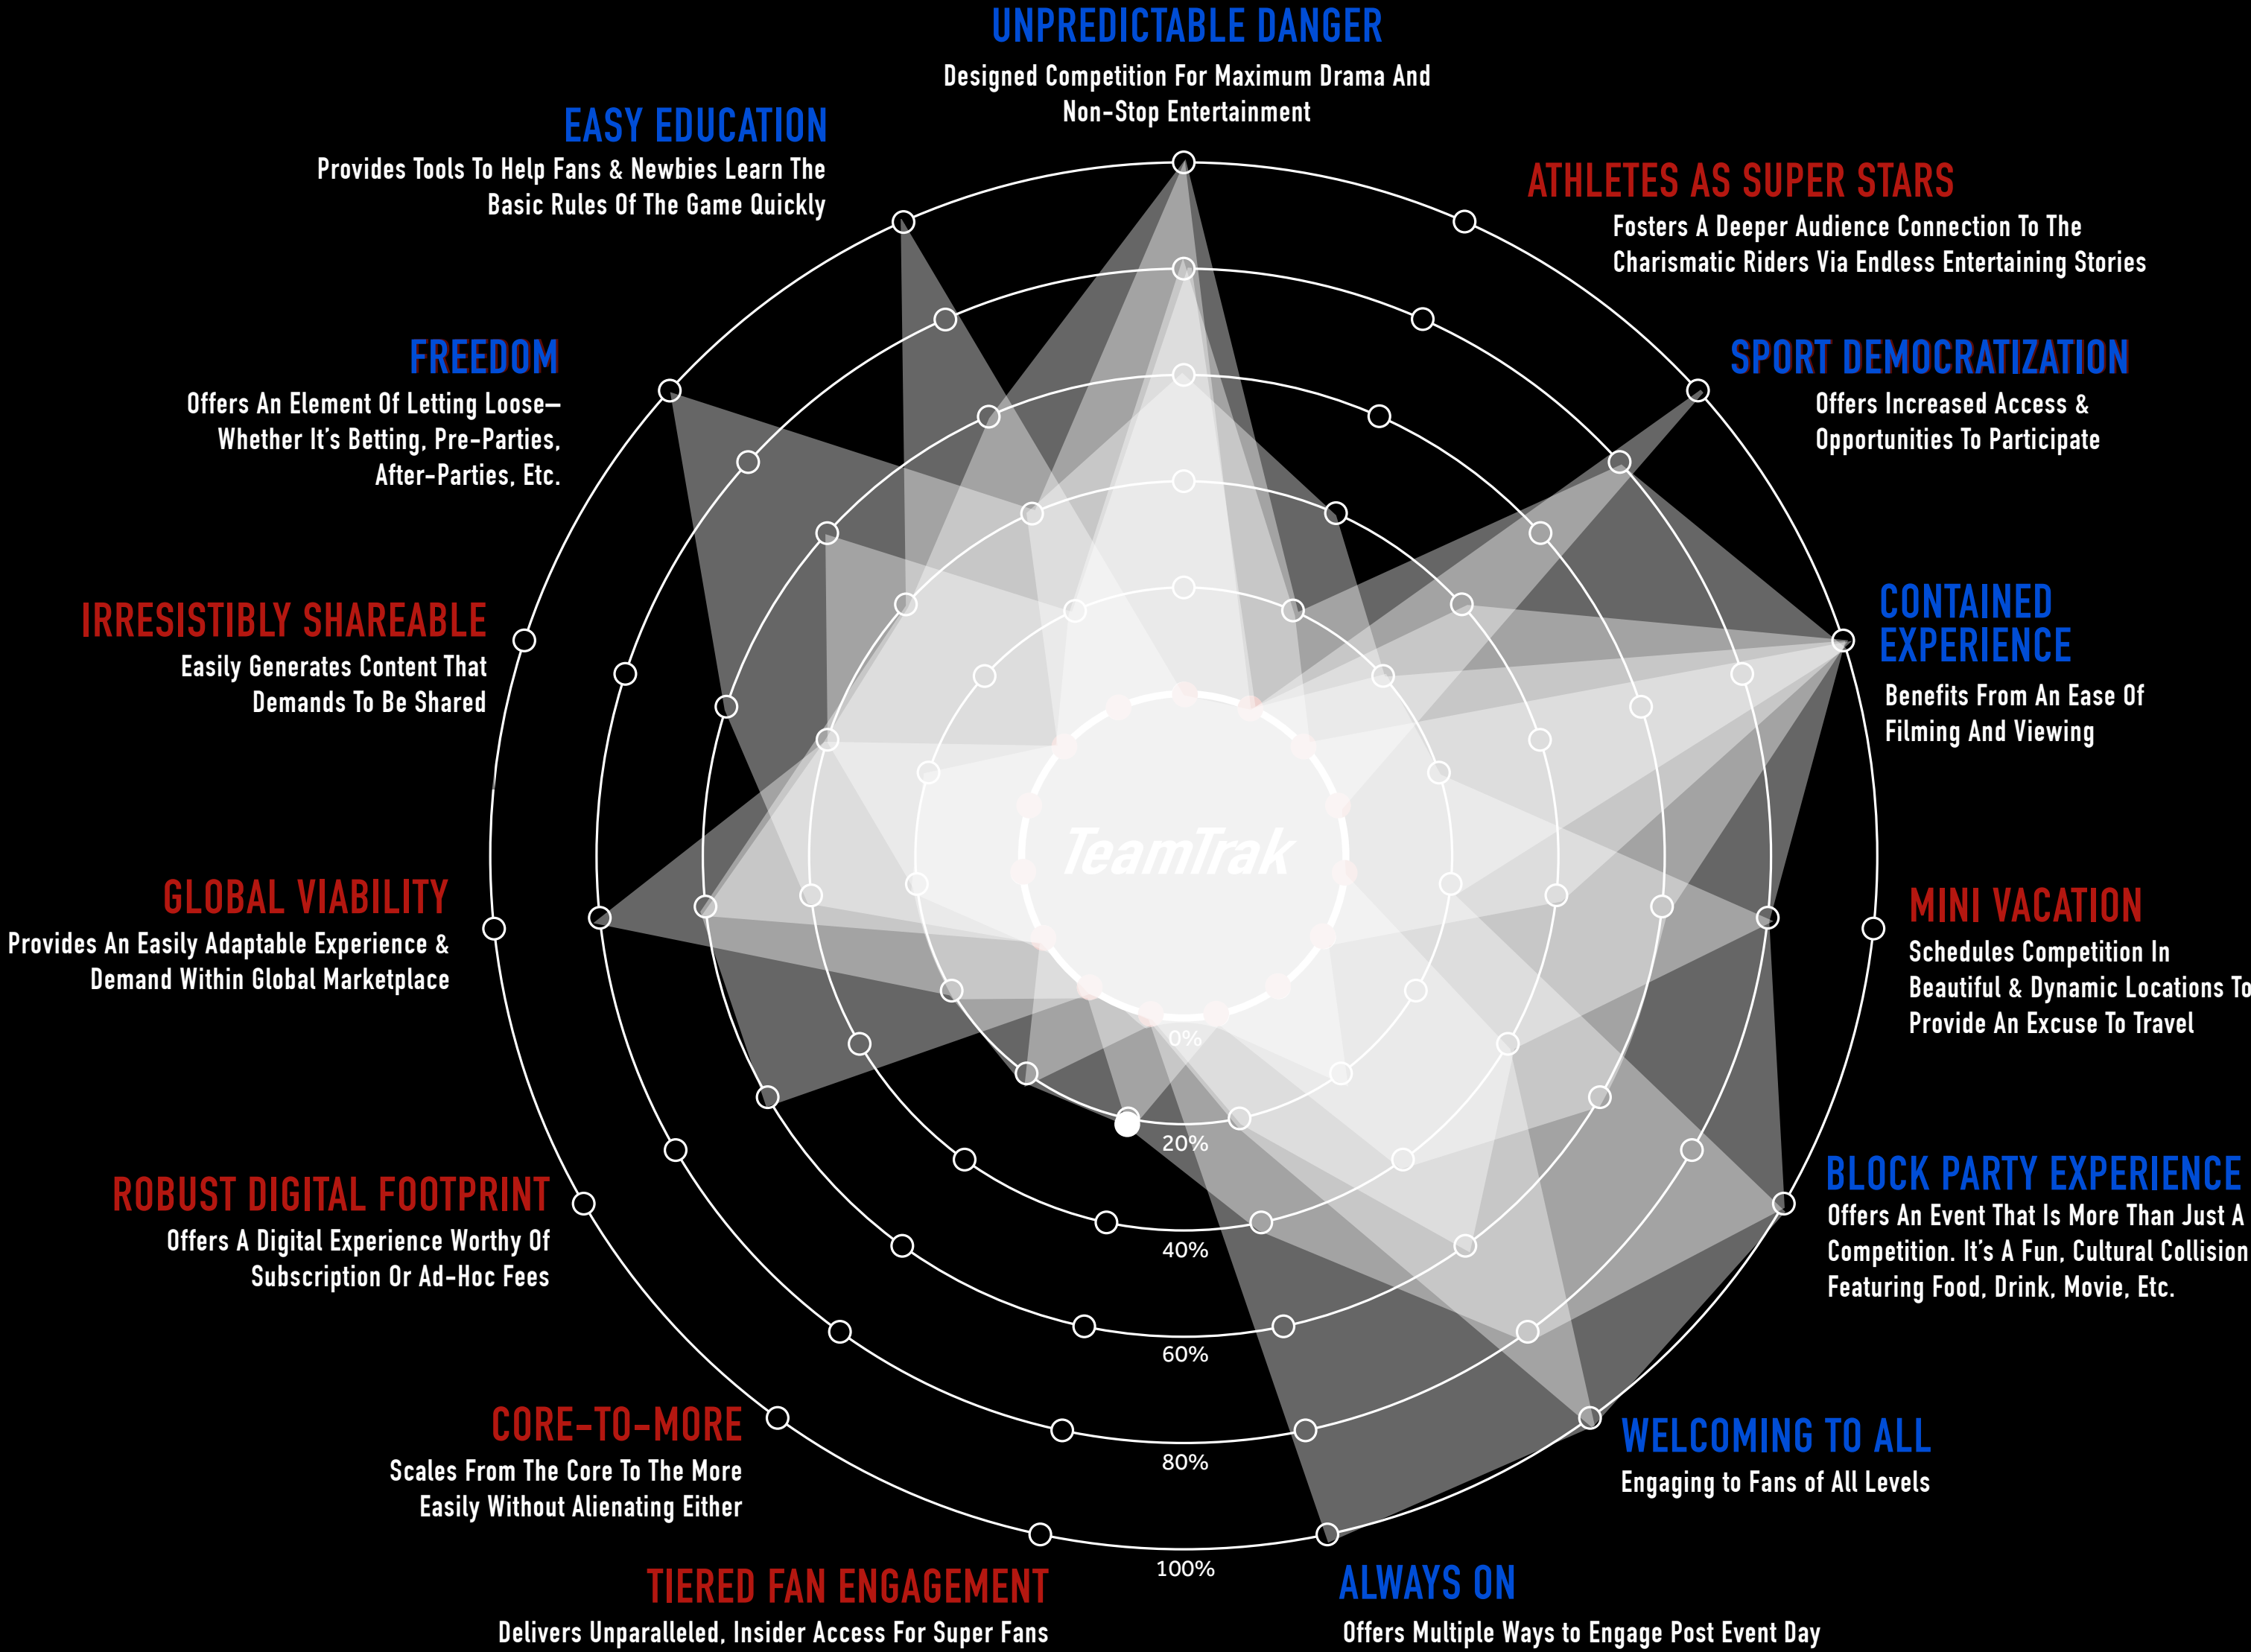 UNPREDICTABLE DANGER
Designed Competition For Maximum Drama And
Non-Stop Entertainment
EASY EDUCATION
Provides Tools To Help Fans & Newbies Learn The
Basic Rules Of The Game Quickly
ATHLETES AS SUPER STARS
Fosters A Deeper Audience Connection To The
Charismatic Riders Via Endless Entertaining Stories
FREEDOM
Offers An Element Of Letting Loose—
Whether It's Betting, Pre-Parties,
After-Parties, Etc.
SPORT DEMOCRATIZATION
Offers Increased Access &
Opportunities To Participate
IRRESISTIBLY SHAREABLE
Easily Generates Content That
Demands To Be Shared
CONTAINED
EXPERIENCE
Benefits From An Ease Of
Filming And Viewing
TeamTrak
GLOBAL VIABILITY
Provides An Easily Adaptable Experience &
Demand Within Global Marketplace
MINI VACATION
Schedules Competition In
Beautiful & Dynamic Locations To
Provide An Excuse To Travel
0%
20%
40%
60%
80%
100%
ROBUST DIGITAL FOOTPRINT
Offers A Digital Experience Worthy Of
Subscription Or Ad-Hoc Fees
BLOCK PARTY EXPERIENCE
Offers An Event That Is More Than Just A
Competition. It's A Fun, Cultural Collision
Featuring Food, Drink, Movie, Etc.
CORE-TO-MORE
Scales From The Core To The More
Easily Without Alienating Either
WELCOMING TO ALL
Engaging to Fans of All Levels
TIERED FAN ENGAGEMENT
Delivers Unparalleled, Insider Access For Super Fans
ALWAYS ON
Offers Multiple Ways to Engage Post Event Day